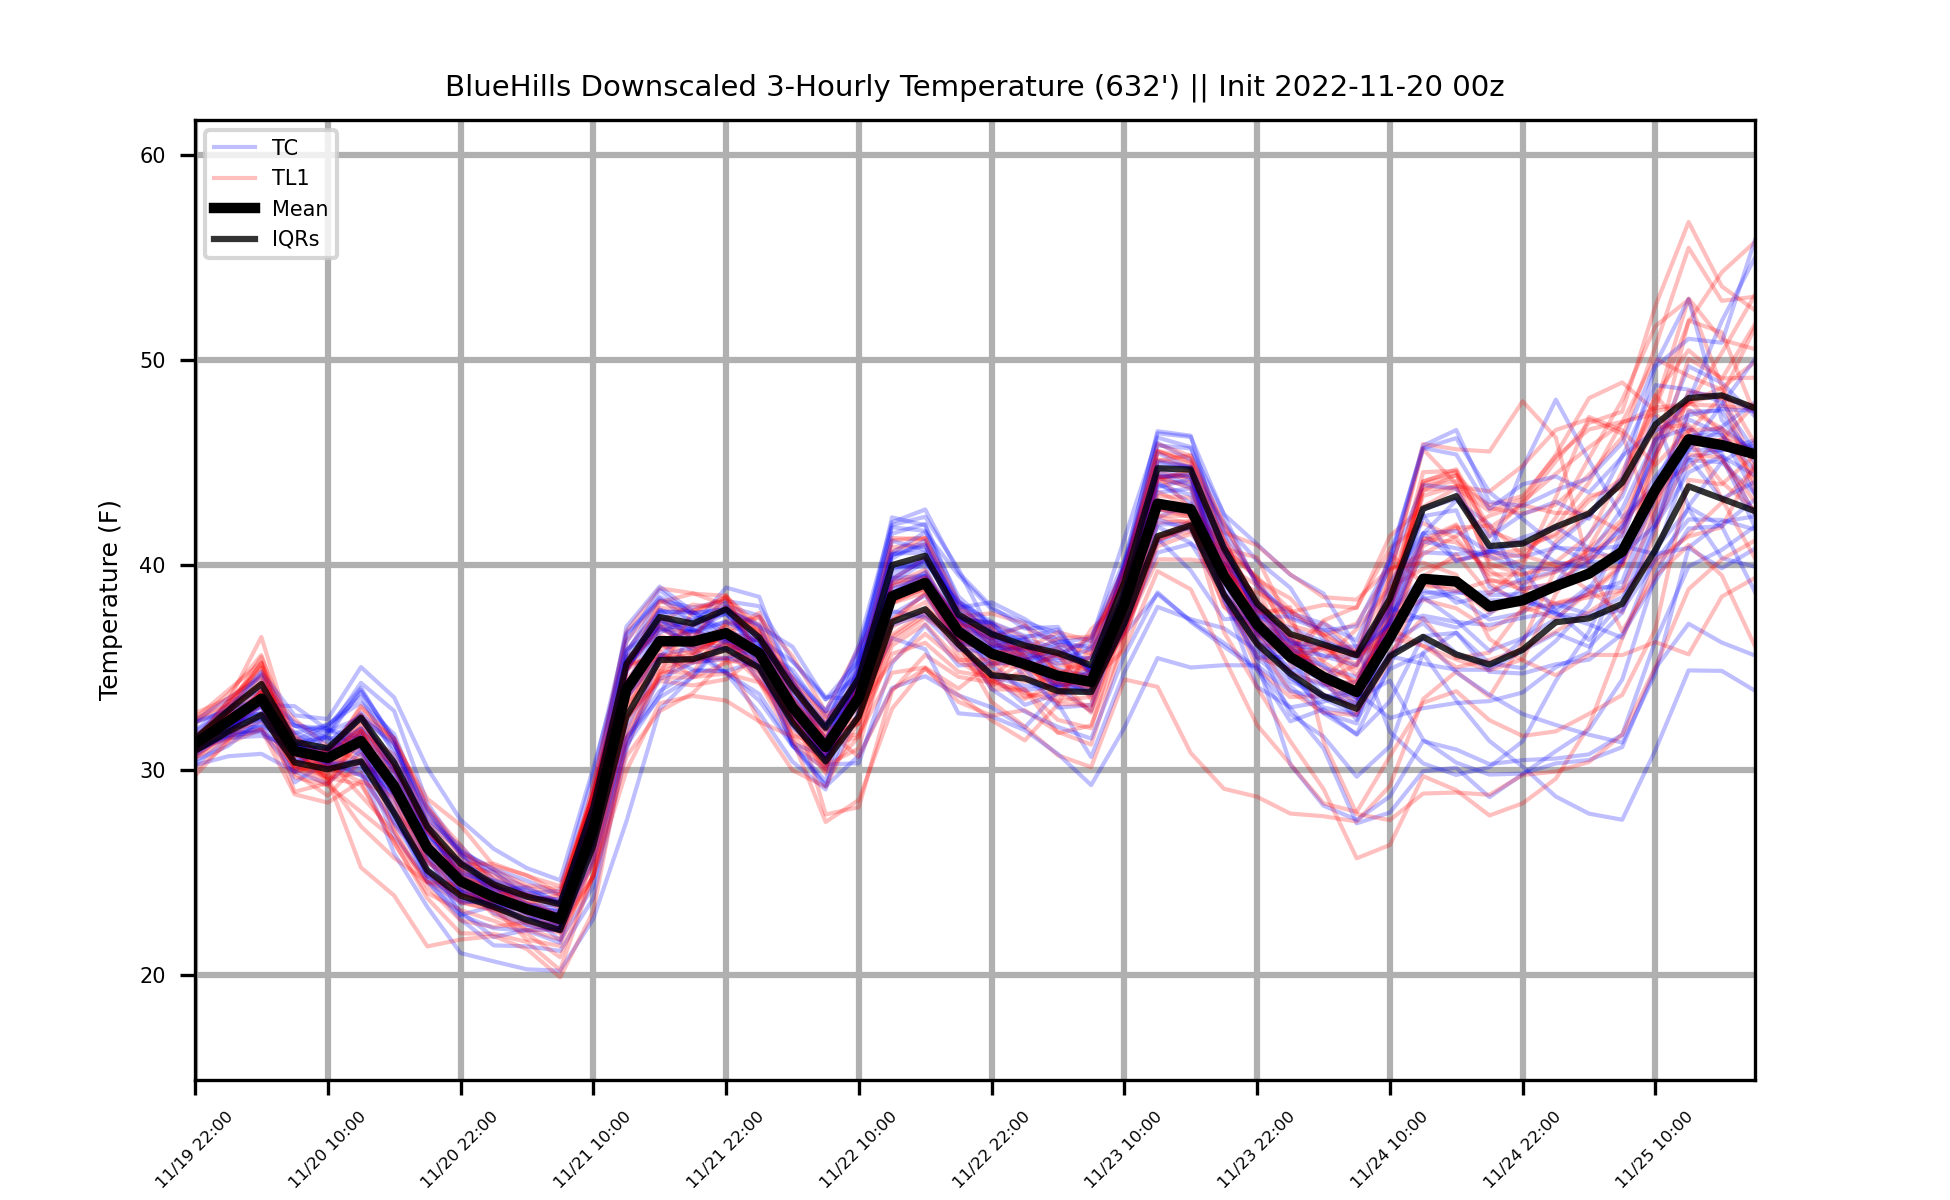 BlueHills Downscaled 3-Hourly Temperature (632') || Init 2022-11-20 00z
TC
TL1
Mean
IQRs
Temperature (F)
60
50
40
30
20
11/19 22:00
11/20 10:00
11/20 22:00
11/21 10:00
11/21 22:00
11/22 10:00
11/22 22:00
11/23 10:00
11/23 22:00
11/24 10:00
11/24 22:00
11/25 10:00